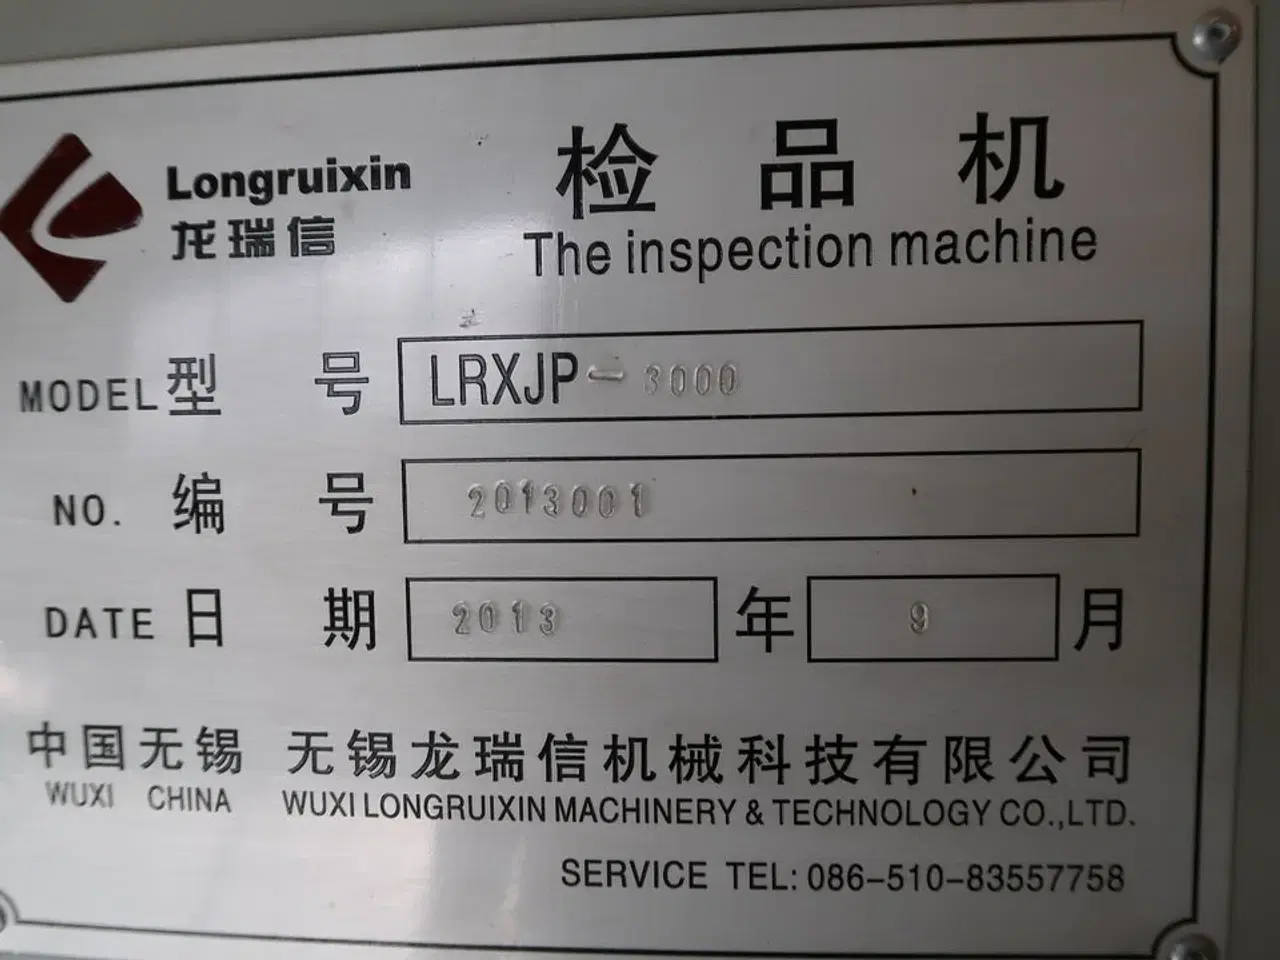 Longruixin
龙瑞信
检品机
The inspection machine
MODEL 型号 LRXJP-3000
NO. 编号 2013001
DATE 日期 2013 年 9 月
中国无锡 无锡龙瑞信机械科技有限公司
WUXI CHINA WUXI LONGRUIXIN MACHINERY & TECHNOLOGY CO.,LTD.
SERVICE TEL: 086-510-83557758